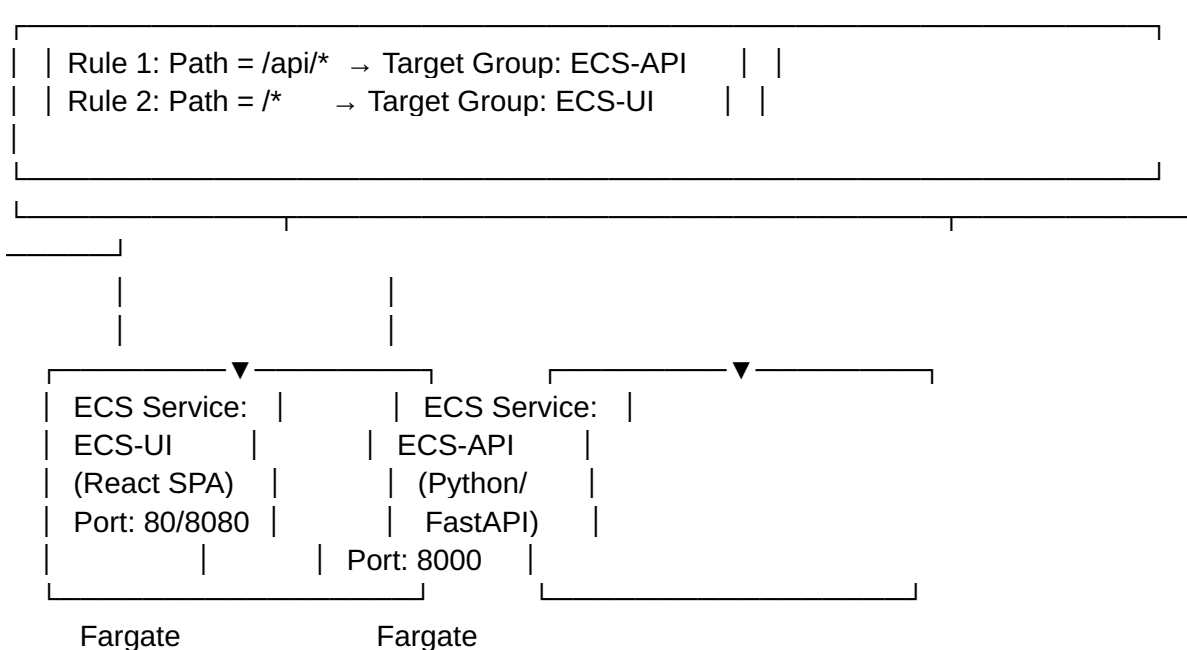 Rule 1: Path = /api/* → Target Group: ECS-API
Rule 2: Path = /* → Target Group: ECS-UI
ECS Service: ECS Service:
ECS-UI ECS-API
(React SPA) (Python/
Port: 80/8080 FastAPI)
Port: 8000
Fargate Fargate